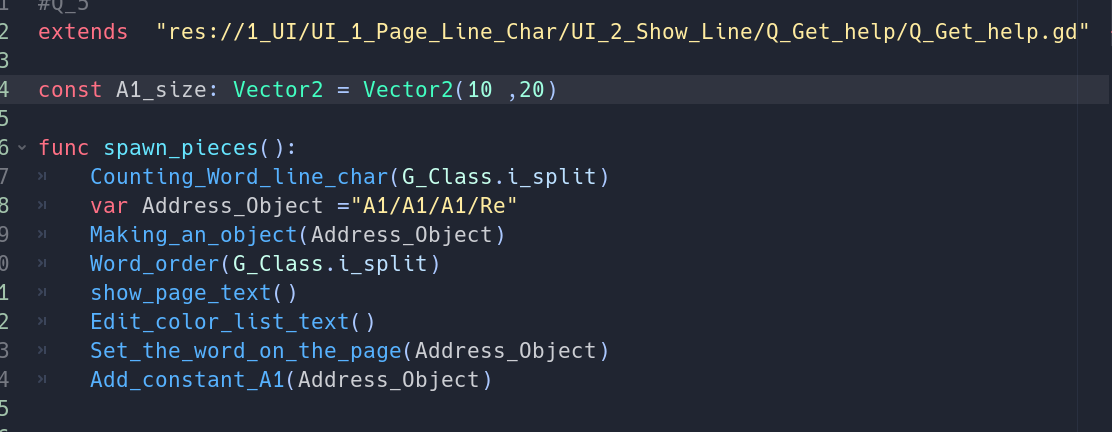 1 #Q_5
2 extends "res://1_UI/UI_1_Page_Line_Char/UI_2_Show_Line/Q_Get_help/Q_Get_help.gd"
3
4 const A1_size: Vector2 = Vector2(10 ,20)
5
6 func spawn_pieces():
7 Counting_Word_line_char(G_Class.i_split)
8 var Address_Object ="A1/A1/A1/Re"
9 Making_an_object(Address_Object)
0 Word_order(G_Class.i_split)
1 show_page_text()
2 Edit_color_list_text()
3 Set_the_word_on_the_page(Address_Object)
4 Add_constant_A1(Address_Object)
5